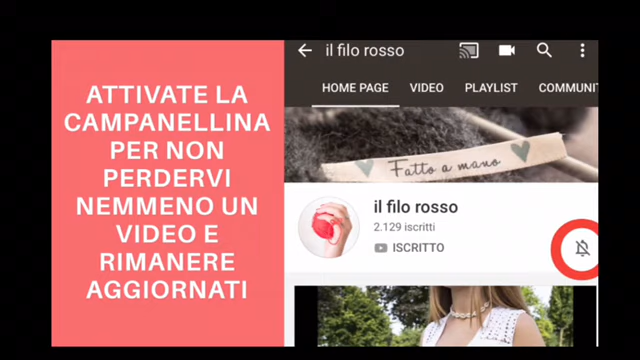 ATTIVATE LA
CAMPANELLINA
PER NON
PERDERVI
NEMMENO UN
VIDEO E
RIMANERE
AGGIORNATI
il filo rosso
HOME PAGE VIDEO PLAYLIST COMMUNIT
Fatto a mano
il filo rosso
2.129 iscritti
ISCRITTO